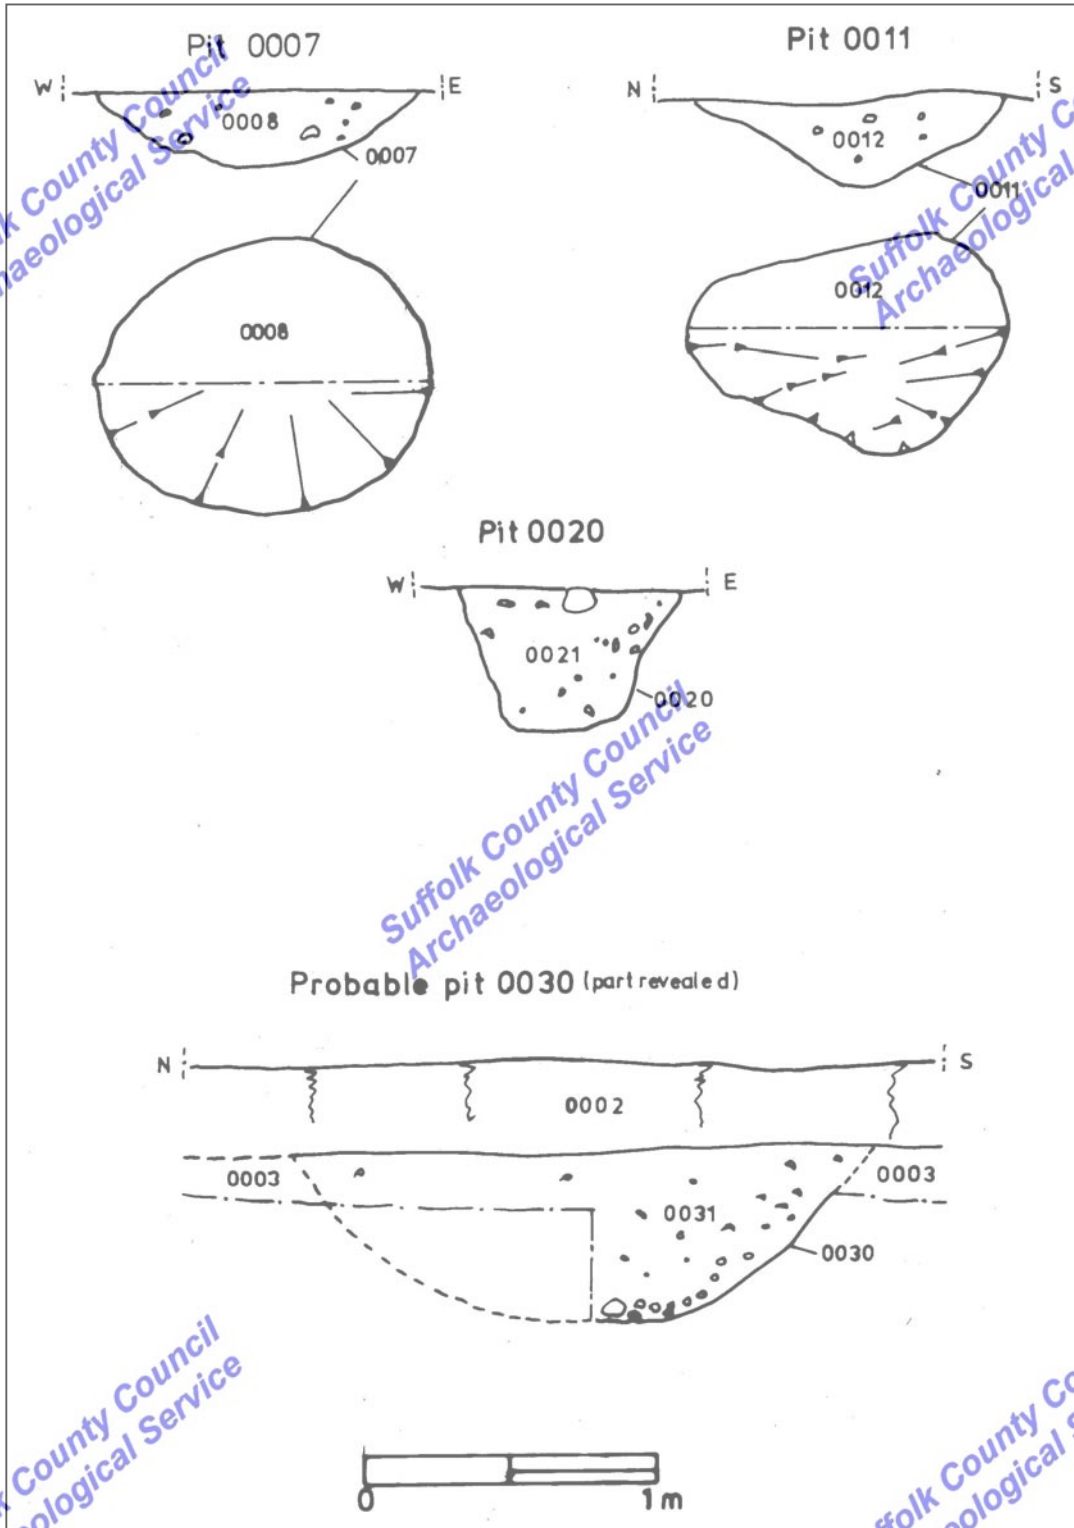 Pit 0007
W E
0008
0007
0008
Pit 0011
N S
0012
0011
0012
Pit 0020
W E
0021
0020
Probable pit 0030 (part revealed)
N S
0002
0003
0003
0031
0030
0 1m
Suffolk County Council
Archaeological Service